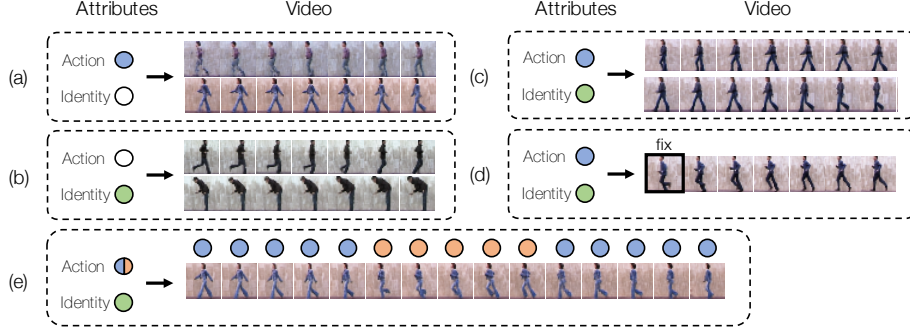 Attributes Video
Attributes Video
(a)
Action
Identity
(b)
Action
Identity
(c)
Action
Identity
(d)
Action
Identity
fix
(e)
Action
Identity